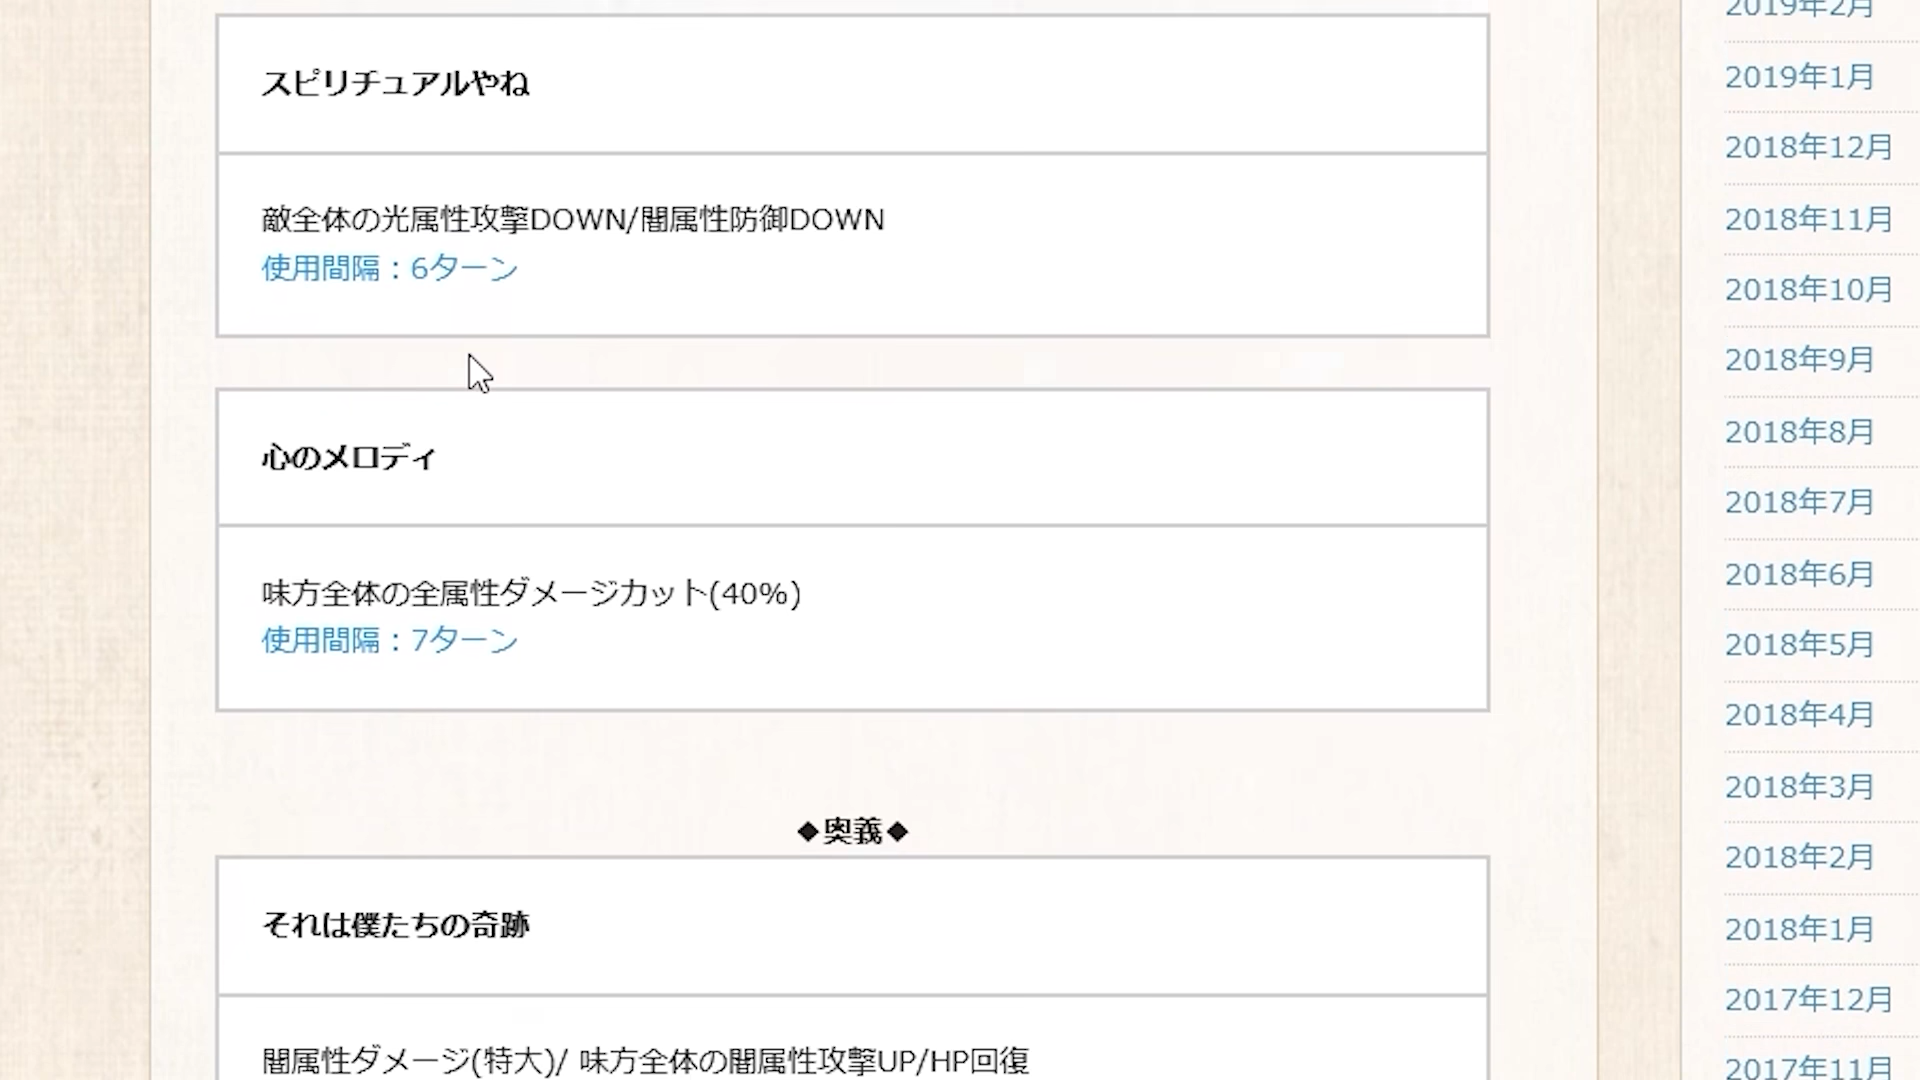 スピリチュアルやね
敵全体の光属性攻撃DOWN/闇属性防御DOWN
使用間隔：6ターン
心のメロディ
味方全体の全属性ダメージカット(40%)
使用間隔：7ターン
◆奥義◆
それは僕たちの奇跡
闇属性ダメージ(特大)/ 味方全体の闇属性攻撃UP/HP回復
2019年2月
2019年1月
2018年12月
2018年11月
2018年10月
2018年9月
2018年8月
2018年7月
2018年6月
2018年5月
2018年4月
2018年3月
2018年2月
2018年1月
2017年12月
2017年11月